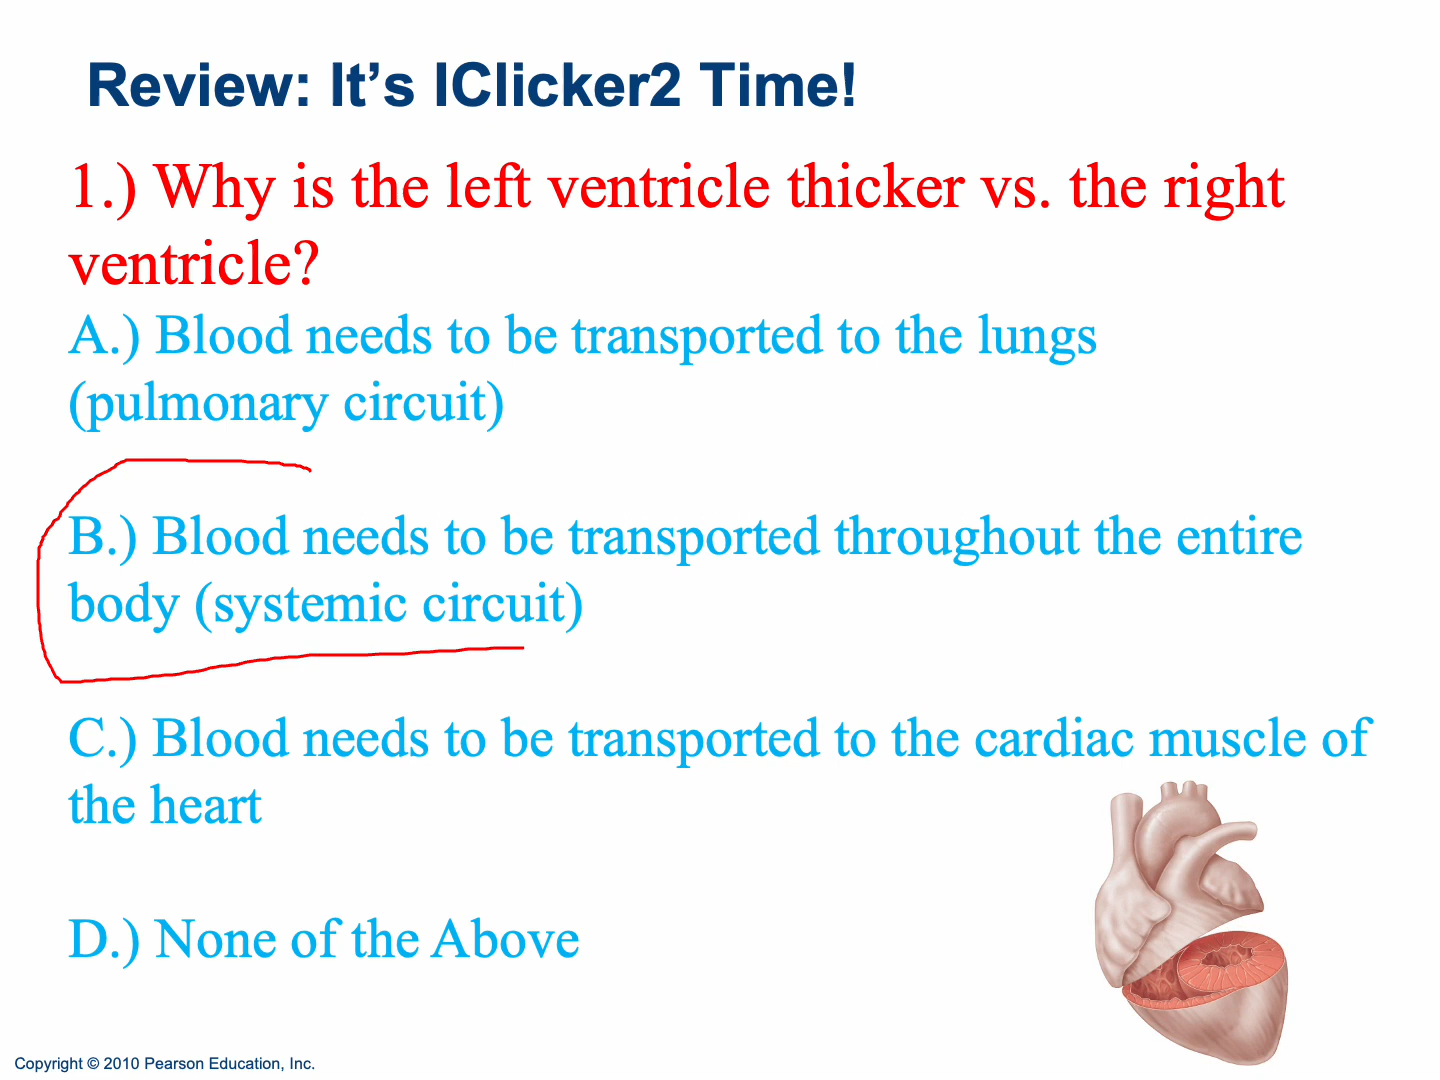 Review: It’s IClicker2 Time!
1.) Why is the left ventricle thicker vs. the right
ventricle?
A.) Blood needs to be transported to the lungs
(pulmonary circuit)
B.) Blood needs to be transported throughout the entire
body (systemic circuit)
C.) Blood needs to be transported to the cardiac muscle of
the heart
D.) None of the Above
Copyright © 2010 Pearson Education, Inc.